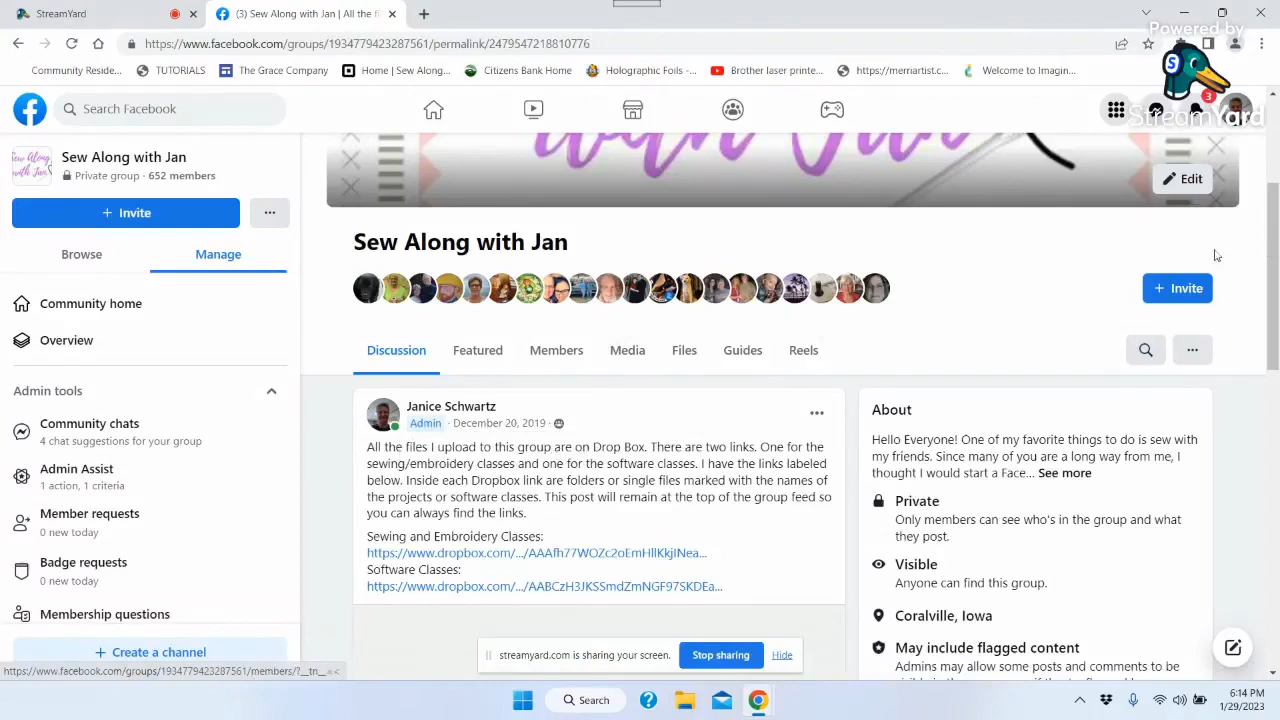 StreamYard
(3) Sew Along with Jan | All the fi
Powered by
StreamYard
https://www.facebook.com/groups/1934779423287561/permalink/2479547218810776
Community Reside...
TUTORIALS
The Grace Company
Home | Sew Along...
Citizens Bank Home
Holographic Foils -...
Brother laser printe...
https://merriartist.c...
Welcome to Imagin...
Search Facebook
3
Sew Along with Jan
Private group · 652 members
+ Invite
Browse
Manage
Community home
Overview
Admin tools
Community chats
4 chat suggestions for your group
Admin Assist
1 action, 1 criteria
Member requests
0 new today
Badge requests
0 new today
Membership questions
+ Create a channel
https://www.facebook.com/groups/1934779423287561/members/?__tn__=<
with Jan
Edit
Sew Along with Jan
+ Invite
Discussion
Featured
Members
Media
Files
Guides
Reels
Janice Schwartz
Admin · December 20, 2019 ·
All the files I upload to this group are on Drop Box. There are two links. One for the
sewing/embroidery classes and one for the software classes. I have the links labeled
below. Inside each Dropbox link are folders or single files marked with the names of
the projects or software classes. This post will remain at the top of the group feed so
you can always find the links.
Sewing and Embroidery Classes:
https://www.dropbox.com/.../AAAfh77WOZc2oEmHllKkjINea...
Software Classes:
https://www.dropbox.com/.../AABCzH3JKSSmdZmNGF97SKDEa...
About
Hello Everyone! One of my favorite things to do is sew with
my friends. Since many of you are a long way from me, I
thought I would start a Face... See more
Private
Only members can see who's in the group and what
they post.
Visible
Anyone can find this group.
Coralville, Iowa
May include flagged content
Admins may allow some posts and comments to be
streamyard.com is sharing your screen.
Stop sharing
Hide
Search
6:14 PM
1/29/2023